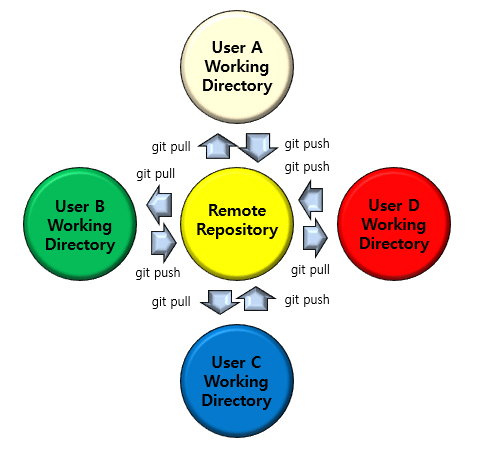 User A
Working
Directory
git pull
git push
git pull
git push
User B
Working
Directory
Remote
Repository
User D
Working
Directory
git push
git pull
git pull
git push
User C
Working
Directory